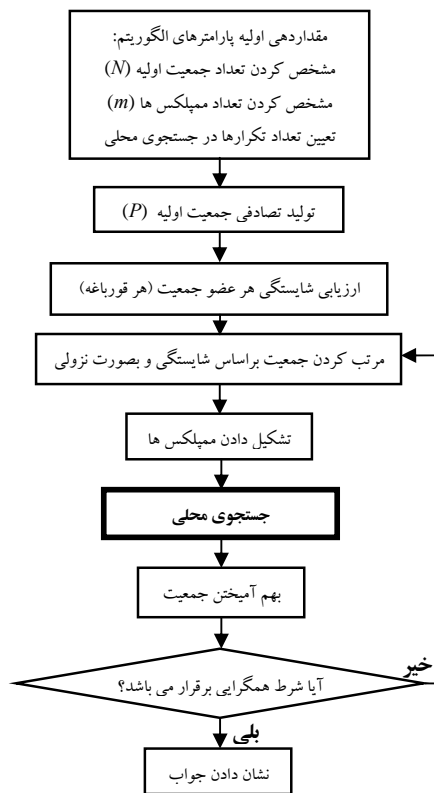 مقداردهی اولیه پارامترهای الگوریتم:
مشخص کردن تعداد جمعیت اولیه (N)
مشخص کردن تعداد ممپلکس ها (m)
تعیین تعداد تکرارها در جستجوی محلی
تولید تصادفی جمعیت اولیه (P)
ارزیابی شایستگی هر عضو جمعیت (هر قورباغه)
مرتب کردن جمعیت براساس شایستگی و بصورت نزولی
تشکیل دادن ممپلکس ها
جستجوی محلی
بهم آمیختن جمعیت
آیا شرط همگرایی برقرار می باشد؟
خیر
بلی
نشان دادن جواب